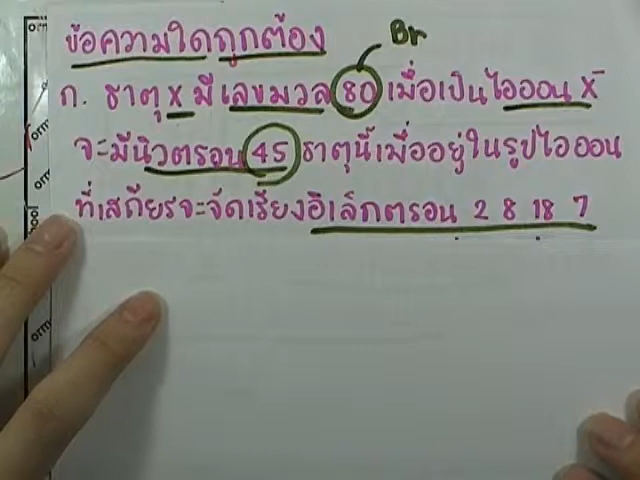 Br
ข้อความใดถูกต้อง
ก. ธาตุ X มีเลขมวล 80 เมื่อเป็นไอออน X⁻
จะมีนิวตรอน 45 ธาตุนี้เมื่ออยู่ในรูปไอออน
ที่เสถียรจะจัดเรียงอิเล็กตรอน 2 8 18 7
orm
orm
orm
orm